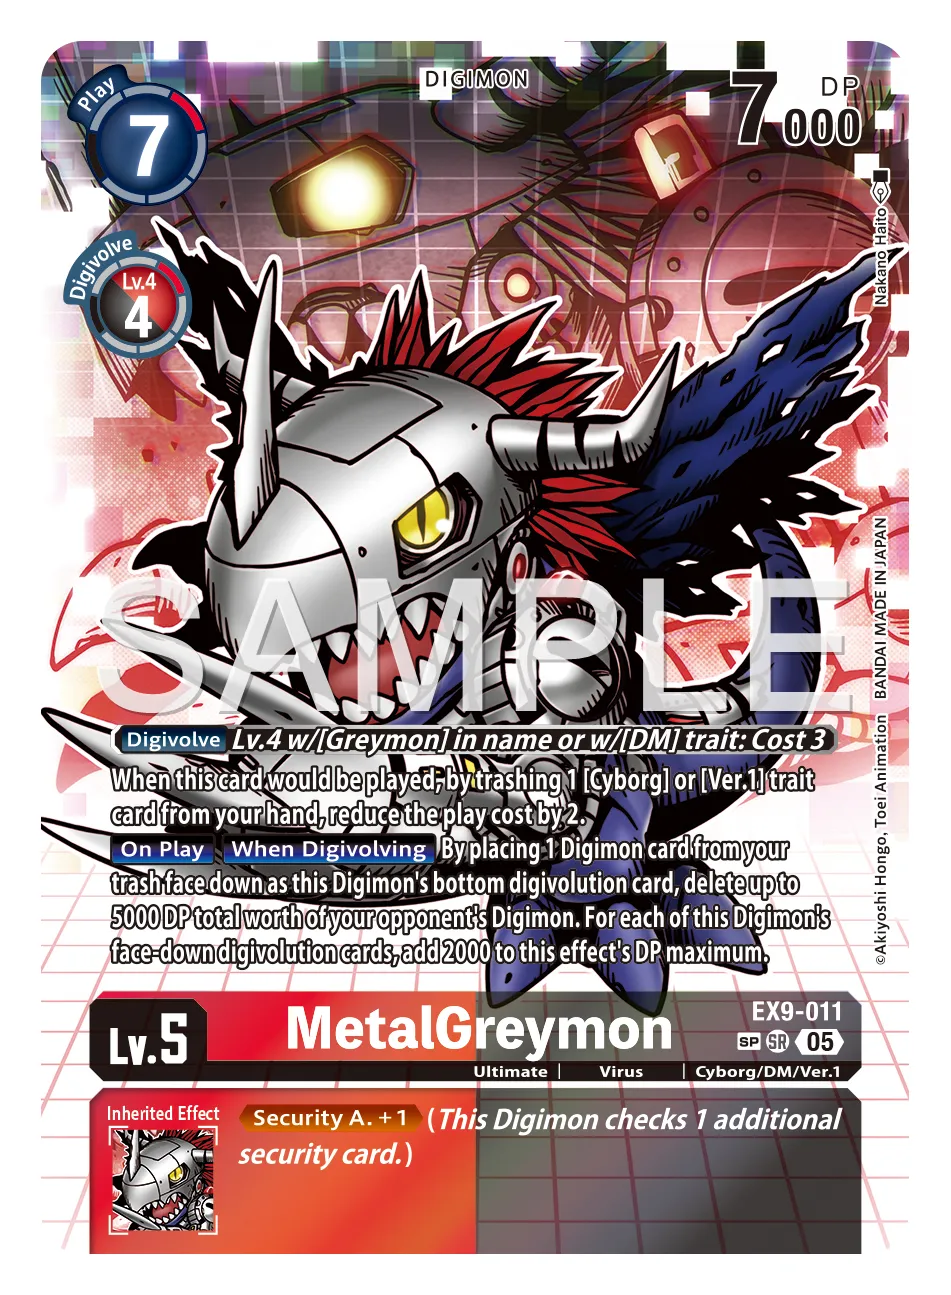 DIGIMON
Play
7
DP
7000
Digivolve
Lv.4
4
Nakano Haito
SAMPLE
BANDAI MADE IN JAPAN
©Akiyoshi Hongo, Toei Animation
Digivolve Lv.4 w/[Greymon] in name or w/[DM] trait: Cost 3
When this card would be played, by trashing 1 [Cyborg] or [Ver.1] trait
card from your hand, reduce the play cost by 2.
On Play When Digivolving By placing 1 Digimon card from your
trash face down as this Digimon's bottom digivolution card, delete up to
5000 DP total worth of your opponent's Digimon. For each of this Digimon's
face-down digivolution cards, add 2000 to this effect's DP maximum.
Lv.5
MetalGreymon
EX9-011
SP SR 05
Ultimate | Virus | Cyborg/DM/Ver.1
Inherited Effect
Security A. +1 (This Digimon checks 1 additional
security card.)